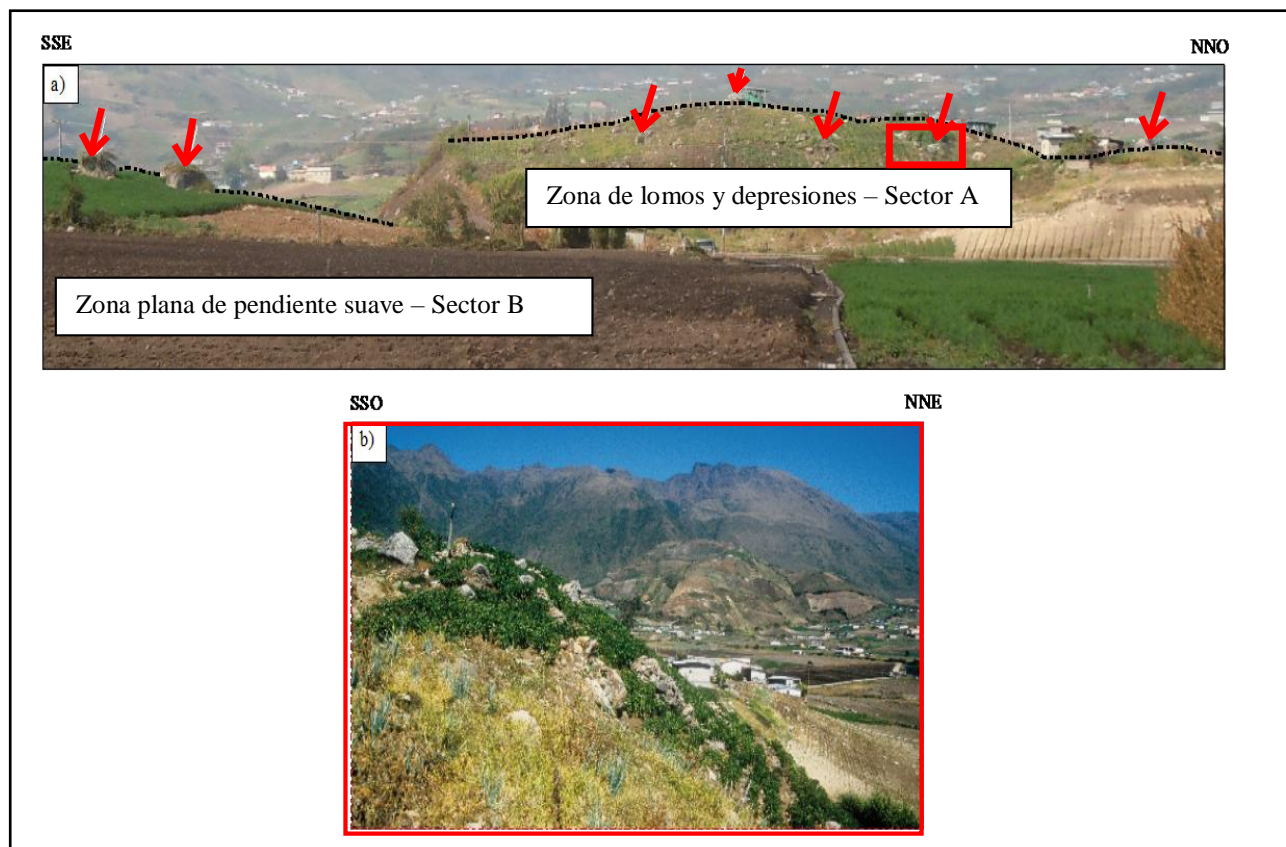 SSE
NNO
a)
Zona de lomos y depresiones – Sector A
Zona plana de pendiente suave – Sector B
SSO
NNE
b)